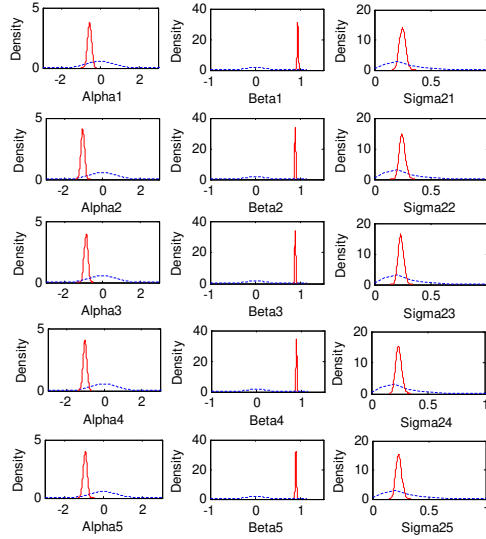 5 40 20
Density Density Density
0 0 0
-2 0 2 -1 0 1 0 0.5 1
Alpha1 Beta1 Sigma21
5 40 20
Density Density Density
20 10
0 0 0
-2 0 2 -1 0 1 0 0.5 1
Alpha2 Beta2 Sigma22
5 40 20
Density Density Density
20 10
0 0 0
-2 0 2 -1 0 1 0 0.5 1
Alpha3 Beta3 Sigma23
5 40 20
Density Density Density
20 10
0 0 0
-2 0 2 -1 0 1 0 0.5 1
Alpha4 Beta4 Sigma24
5 40 20
Density Density Density
20 10
0 0 0
-2 0 2 -1 0 1 0 0.5 1
Alpha5 Beta5 Sigma25